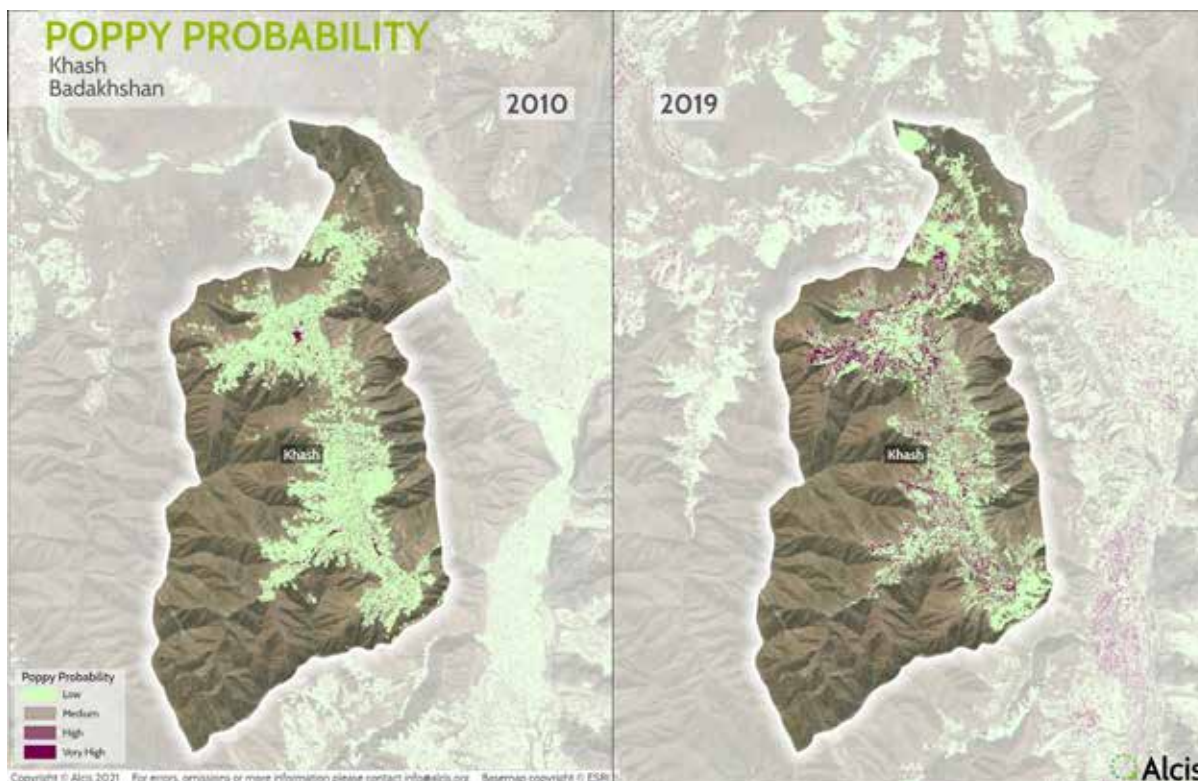 POPPY PROBABILITY
Khash
Badakhshan
2010
2019
Khash
Khash
Poppy Probability
Low
Medium
High
Very High
Copyright © Alcis 2021 For errors, omissions or more information please contact info@alcis.org Basemap copyright © ESRI
Alcis